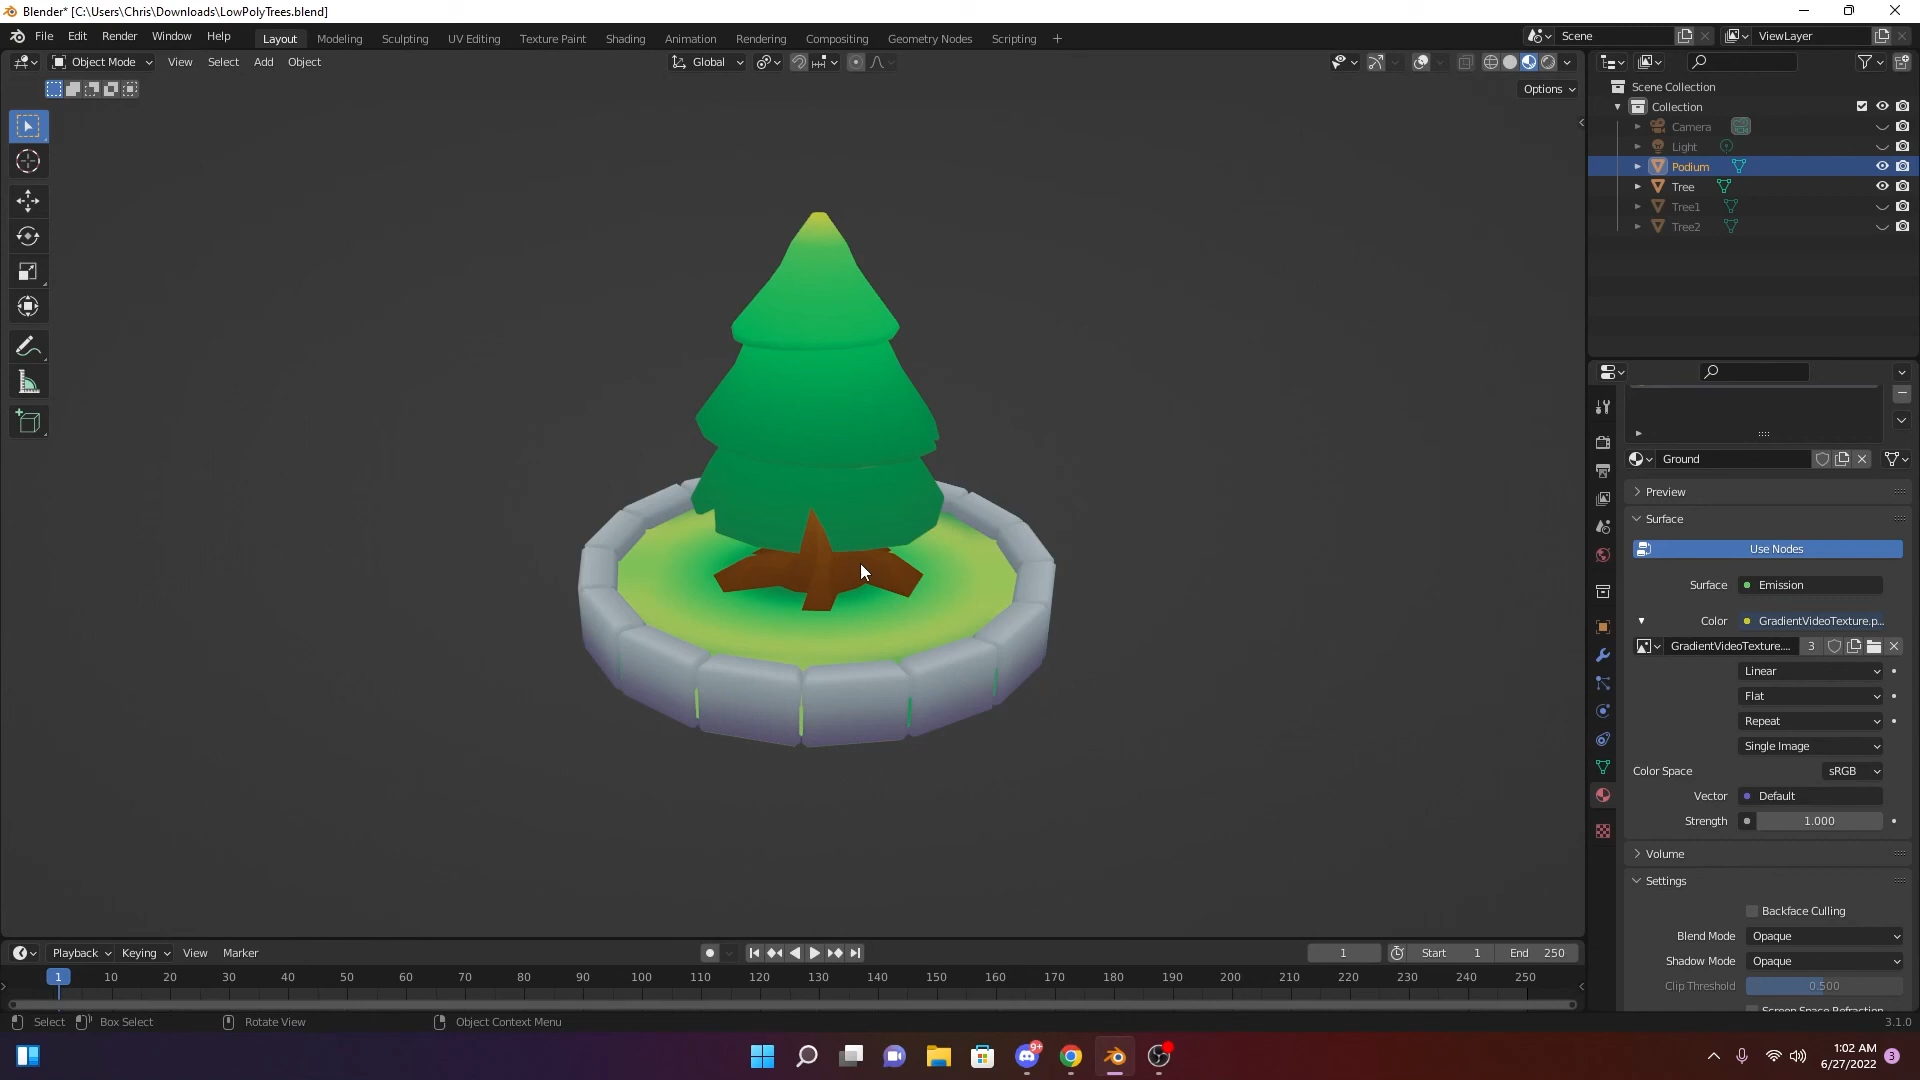 Blender* [C:\Users\Chris\Downloads\LowPolyTrees.blend]
File Edit Render Window Help Layout Modeling Sculpting UV Editing Texture Paint Shading Animation Rendering Compositing Geometry Nodes Scripting + Scene ViewLayer
Object Mode View Select Add Object Global
Options
Scene Collection
Collection
Camera
Light
Podium
Tree
Tree1
Tree2
Ground
Preview
Surface
Use Nodes
Surface Emission
Color GradientVideoTexture.p...
GradientVideoTexture.... 3
Linear
Flat
Repeat
Single Image
Color Space sRGB
Vector Default
Strength 1.000
Volume
Settings
Backface Culling
Blend Mode Opaque
Shadow Mode Opaque
Clip Threshold 0.500
Screen Space Refraction
Playback Keying View Marker 1 Start 1 End 250
1 10 20 30 40 50 60 70 80 90 100 110 120 130 140 150 160 170 180 190 200 210 220 230 240 250
Select Box Select Rotate View Object Context Menu 3.1.0
9+
1:02 AM
6/27/2022 3